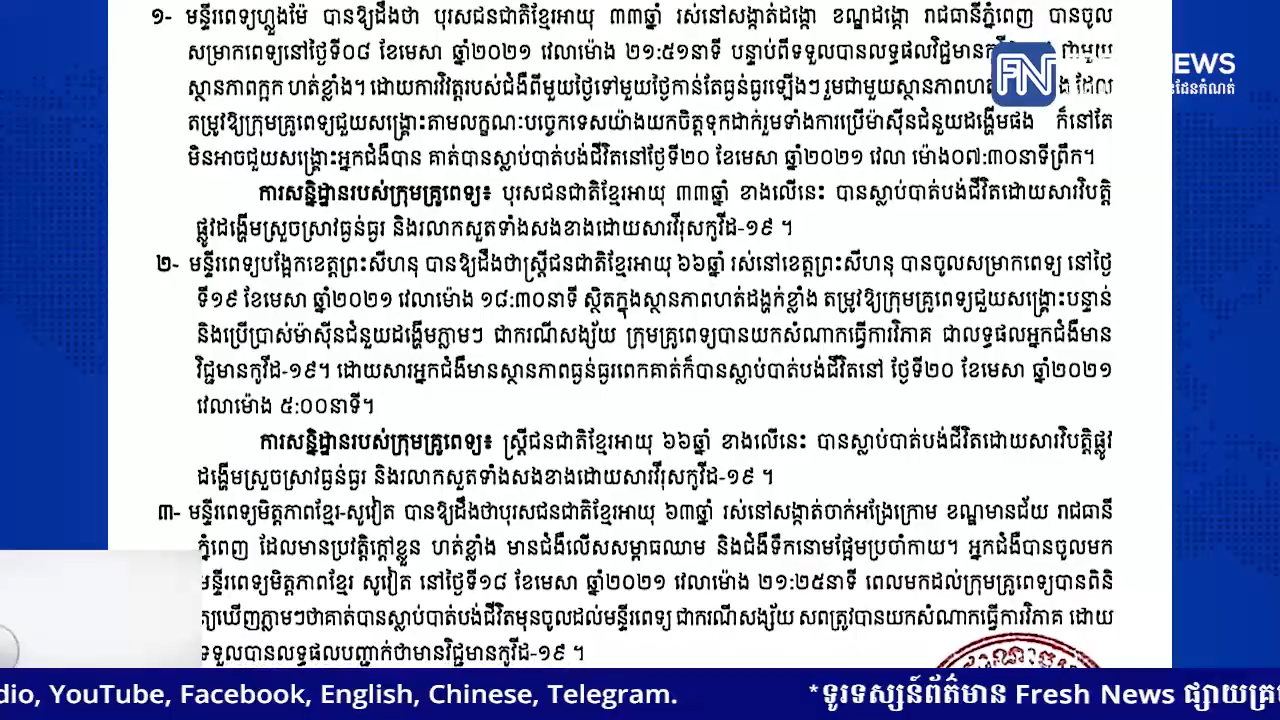 ១- មន្ទីរពេទ្យហ្លួងម៉ែ បានឱ្យដឹងថា បុរសជនជាតិខ្មែរអាយុ ៣៣ឆ្នាំ រស់នៅសង្កាត់ដង្កោ ខណ្ឌដង្កោ រាជធានីភ្នំពេញ បានចូល
សម្រាកពេទ្យនៅថ្ងៃទី០៨ ខែមេសា ឆ្នាំ២០២១ វេលាម៉ោង ២១:៥១នាទី បន្ទាប់ពីទទួលបានលទ្ធផលវិជ្ជមាន
NEWS
ស្ថានភាពក្អក ហត់ខ្លាំង។ ដោយការវិវត្តរបស់ជំងឺពីមួយថ្ងៃទៅមួយថ្ងៃកាន់តែធ្ងន់ធ្ងរឡើងៗ រួមជាមួយស្ថានភាពហត់ ដែល
តម្រូវឱ្យក្រុមគ្រូពេទ្យជួយសង្គ្រោះតាមលក្ខណៈបច្ចេកទេសយ៉ាងយកចិត្តទុកដាក់រួមទាំងការប្រើម៉ាស៊ីនជំនួយដង្ហើមផង ក៏នៅតែ
មិនអាចជួយសង្គ្រោះអ្នកជំងឺបាន គាត់បានស្លាប់បាត់បង់ជីវិតនៅថ្ងៃទី២០ ខែមេសា ឆ្នាំ២០២១ វេលា ម៉ោង០៧:៣០នាទីព្រឹក។
ការសន្និដ្ឋានរបស់ក្រុមគ្រូពេទ្យ៖ បុរសជនជាតិខ្មែរអាយុ ៣៣ឆ្នាំ ខាងលើនេះ បានស្លាប់បាត់បង់ជីវិតដោយសារវិបត្តិ
ផ្លូវដង្ហើមស្រួចស្រាវធ្ងន់ធ្ងរ និងរលាកសួតទាំងសងខាងដោយសារវីរុសកូវីដ-១៩ ។
២- មន្ទីរពេទ្យបង្អែកខេត្តព្រះសីហនុ បានឱ្យដឹងថាស្ត្រីជនជាតិខ្មែរអាយុ ៦៦ឆ្នាំ រស់នៅខេត្តព្រះសីហនុ បានចូលសម្រាកពេទ្យ នៅថ្ងៃ
ទី១៩ ខែមេសា ឆ្នាំ២០២១ វេលាម៉ោង ១៨:៣០នាទី ស្ថិតក្នុងស្ថានភាពហត់ដង្ហក់ខ្លាំង តម្រូវឱ្យក្រុមគ្រូពេទ្យជួយសង្គ្រោះបន្ទាន់
និងប្រើប្រាស់ម៉ាស៊ីនជំនួយដង្ហើមភ្លាមៗ ជាករណីសង្ស័យ ក្រុមគ្រូពេទ្យបានយកសំណាកធ្វើការវិភាគ ជាលទ្ធផលអ្នកជំងឺមាន
វិជ្ជមានកូវីដ-១៩។ ដោយសារអ្នកជំងឺមានស្ថានភាពធ្ងន់ធ្ងរពេកគាត់ក៏បានស្លាប់បាត់បង់ជីវិតនៅ ថ្ងៃទី២០ ខែមេសា ឆ្នាំ២០២១
វេលាម៉ោង ៥:០០នាទី។
ការសន្និដ្ឋានរបស់ក្រុមគ្រូពេទ្យ៖ ស្ត្រីជនជាតិខ្មែរអាយុ ៦៦ឆ្នាំ ខាងលើនេះ បានស្លាប់បាត់បង់ជីវិតដោយសារវិបត្តិផ្លូវ
ដង្ហើមស្រួចស្រាវធ្ងន់ធ្ងរ និងរលាកសួតទាំងសងខាងដោយសារវីរុសកូវីដ-១៩ ។
៣- មន្ទីរពេទ្យមិត្តភាពខ្មែរ-សូវៀត បានឱ្យដឹងថាបុរសជនជាតិខ្មែរអាយុ ៦៣ឆ្នាំ រស់នៅសង្កាត់ចាក់អង្រែក្រោម ខណ្ឌមានជ័យ រាជធានី
ភ្នំពេញ ដែលមានប្រវត្តិក្តៅខ្លួន ហត់ខ្លាំង មានជំងឺលើសសម្ពាធឈាម និងជំងឺទឹកនោមផ្អែមប្រចាំកាយ។ អ្នកជំងឺបានចូលមក
មន្ទីរពេទ្យមិត្តភាពខ្មែរ សូវៀត នៅថ្ងៃទី១៨ ខែមេសា ឆ្នាំ២០២១ វេលាម៉ោង ២១:២៥នាទី ពេលមកដល់ក្រុមគ្រូពេទ្យបានពិនិ
ត្យឃើញភ្លាមៗថាគាត់បានស្លាប់បាត់បង់ជីវិតមុនចូលដល់មន្ទីរពេទ្យ ជាករណីសង្ស័យ សពត្រូវបានយកសំណាកធ្វើការវិភាគ ដោយ
ទទួលបានលទ្ធផលបញ្ជាក់ថាមានវិជ្ជមានកូវីដ-១៩ ។
dio, YouTube, Facebook, English, Chinese, Telegram. *ទូរទស្សន៍ព័ត៌មាន Fresh News ផ្សាយគ្រ